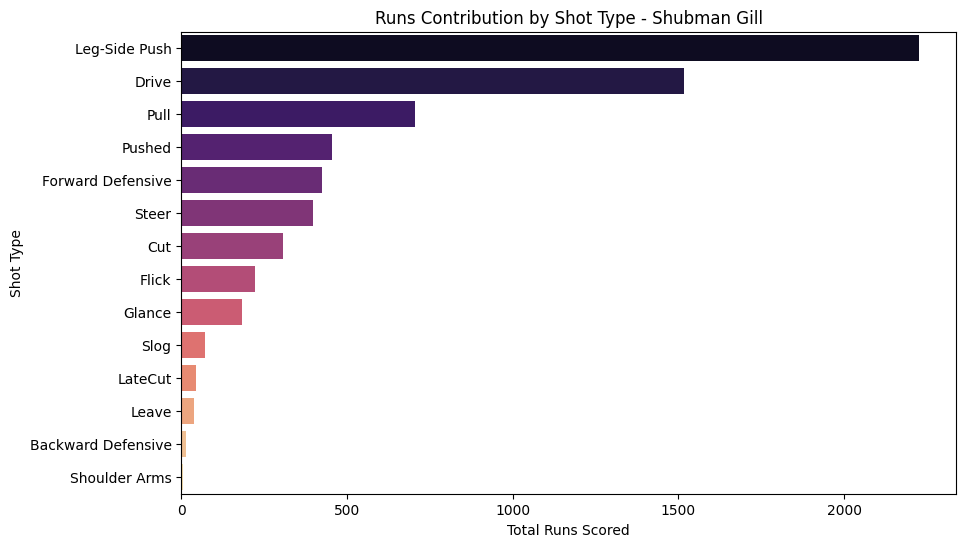 Runs Contribution by Shot Type - Shubman Gill
Leg-Side Push
Drive
Pull
Pushed
Forward Defensive
Steer
Cut
Flick
Glance
Slog
LateCut
Leave
Backward Defensive
Shoulder Arms
Shot Type
0 500 1000 1500 2000
Total Runs Scored